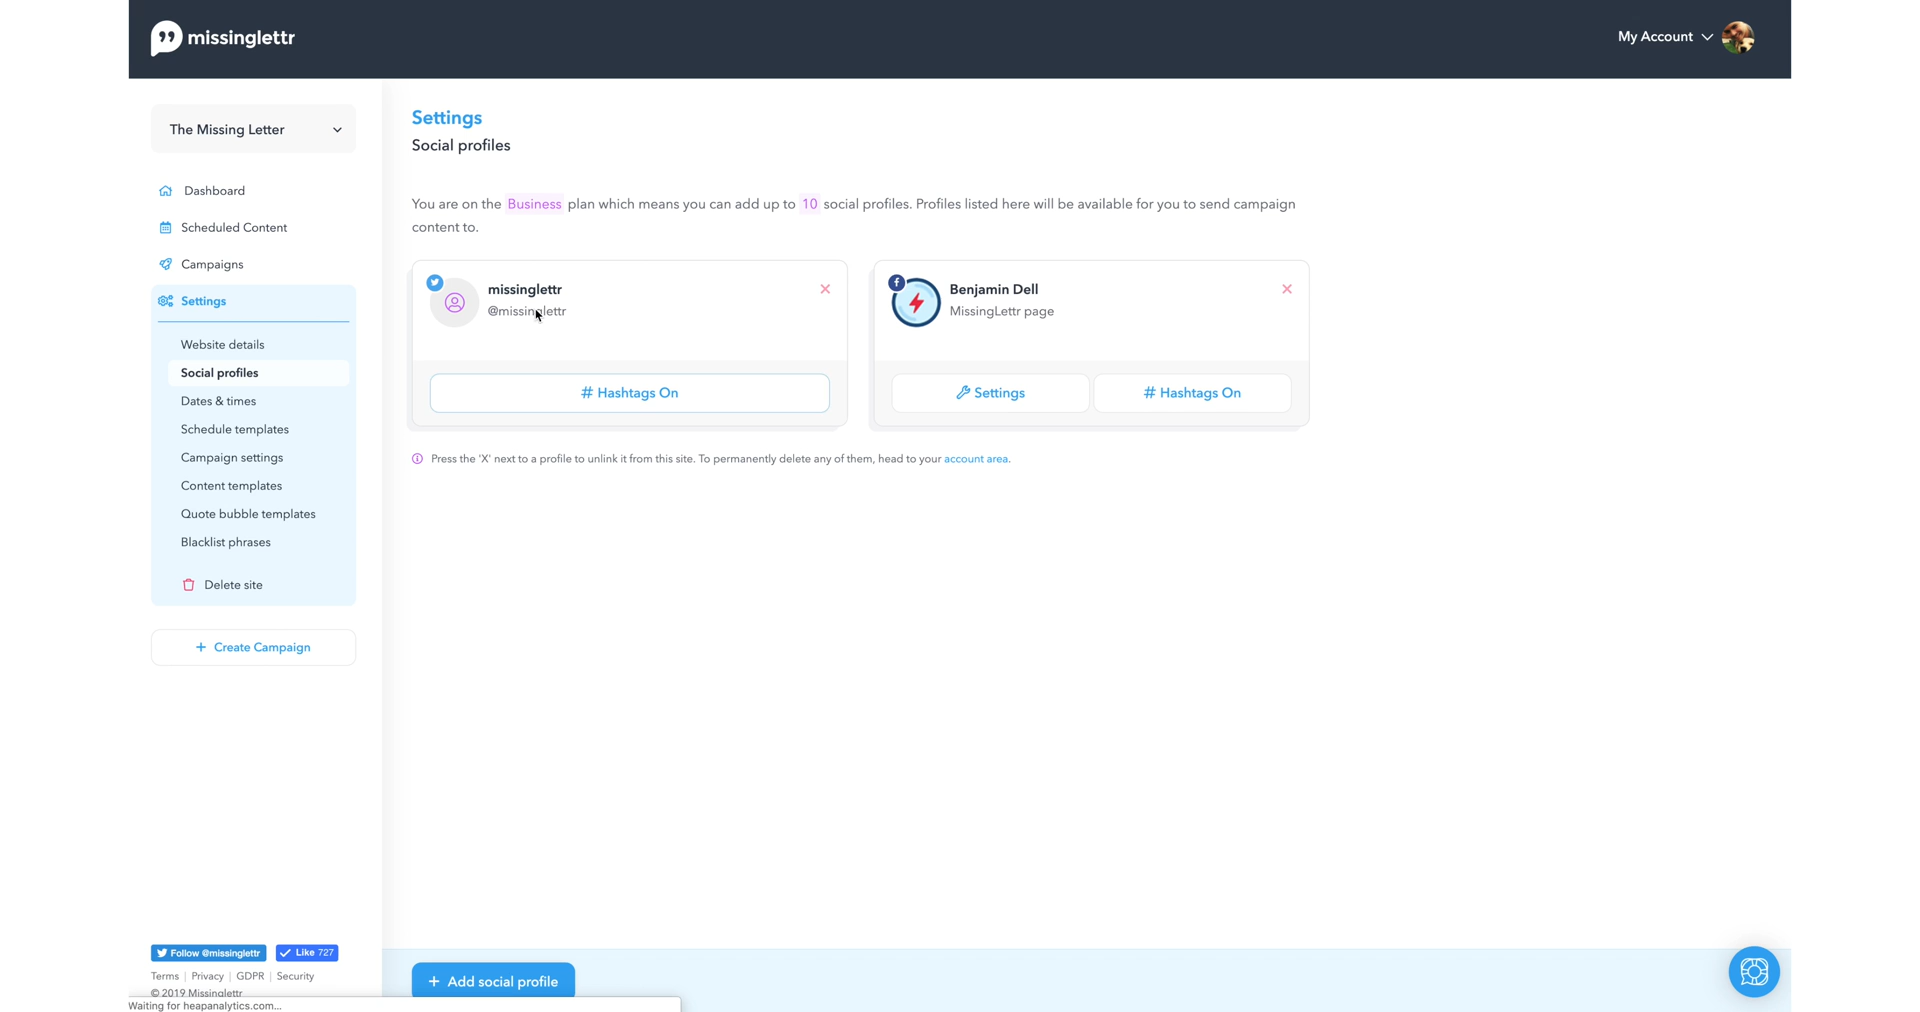 missinglettr
My Account
The Missing Letter
Dashboard
Scheduled Content
Campaigns
Settings
Website details
Social profiles
Dates & times
Schedule templates
Campaign settings
Content templates
Quote bubble templates
Blacklist phrases
Delete site
+ Create Campaign
Follow @missinglettr
Like 727
Terms | Privacy | GDPR | Security
© 2019 Missinglettr
Waiting for heapanalytics.com...
Settings
Social profiles
You are on the Business plan which means you can add up to 10 social profiles. Profiles listed here will be available for you to send campaign
content to.
missinglettr
@missinglettr
# Hashtags On
Benjamin Dell
MissingLettr page
Settings
# Hashtags On
Press the 'X' next to a profile to unlink it from this site. To permanently delete any of them, head to your account area.
+ Add social profile